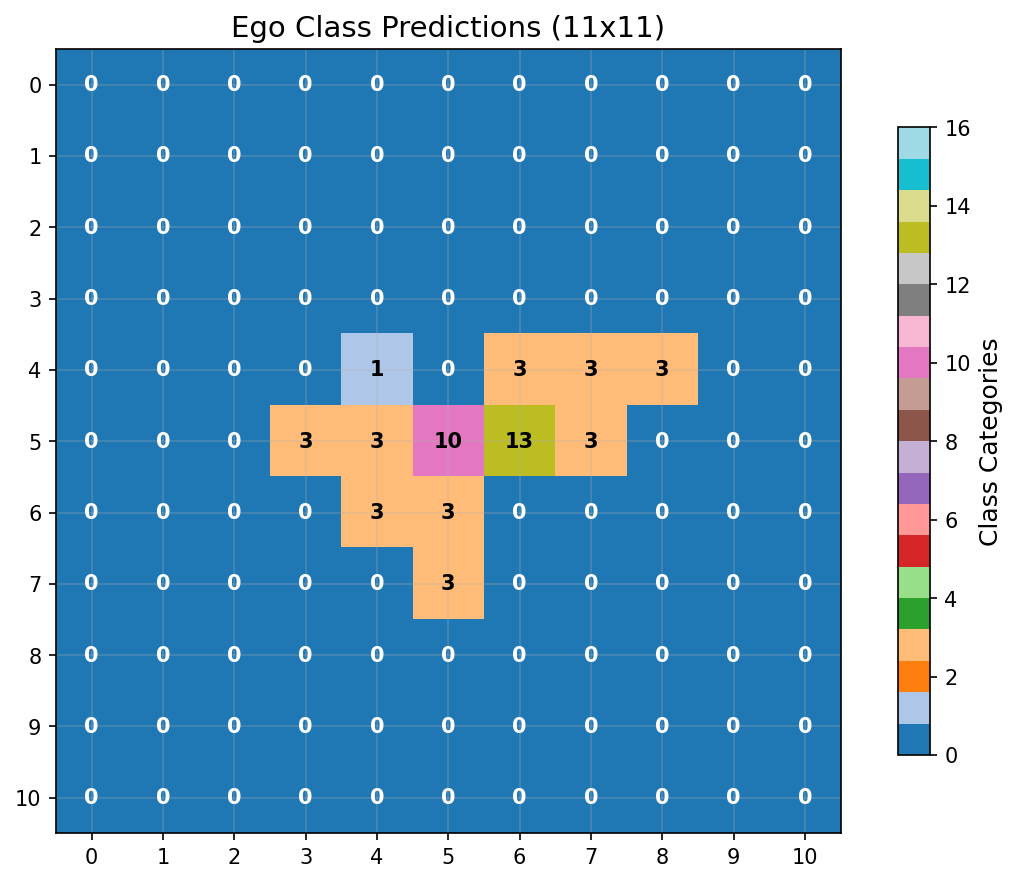 Ego Class Predictions (11x11)
0 0 0 0 0 0 0 0 0 0 0 0
1 0 0 0 0 0 0 0 0 0 0 0
2 0 0 0 0 0 0 0 0 0 0 0
3 0 0 0 0 0 0 0 0 0 0 0
4 0 0 0 0 1 0 3 3 3 0 0
5 0 0 0 3 3 10 13 3 0 0 0
6 0 0 0 0 3 3 0 0 0 0 0
7 0 0 0 0 0 3 0 0 0 0 0
8 0 0 0 0 0 0 0 0 0 0 0
9 0 0 0 0 0 0 0 0 0 0 0
10 0 0 0 0 0 0 0 0 0 0 0
0 1 2 3 4 5 6 7 8 9 10
16
14
12
10
8
6
4
2
0
Class Categories